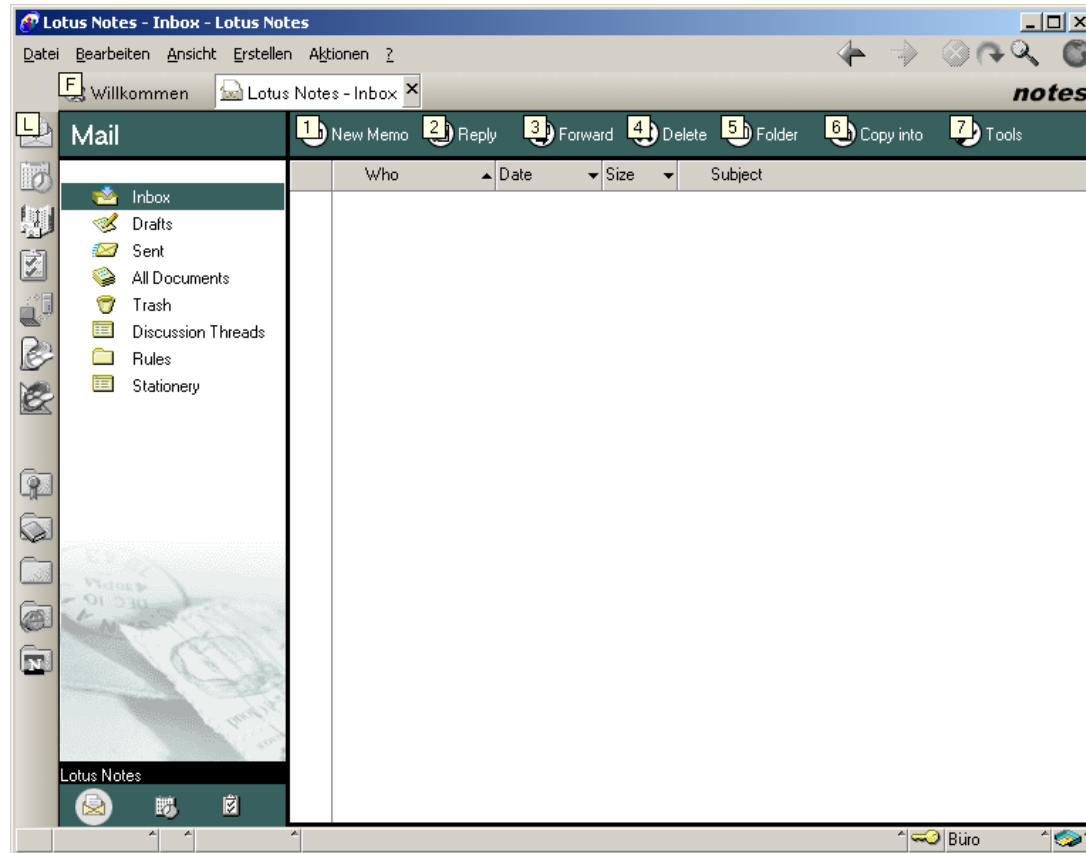 Lotus Notes - Inbox - Lotus Notes
Datei Bearbeiten Ansicht Erstellen Aktionen ?
F Willkommen Lotus Notes - Inbox notes
L Mail 1 New Memo 2 Reply 3 Forward 4 Delete 5 Folder 6 Copy into 7 Tools
Who Date Size Subject
Inbox
Drafts
Sent
All Documents
Trash
Discussion Threads
Rules
Stationery
N
Lotus Notes
Büro